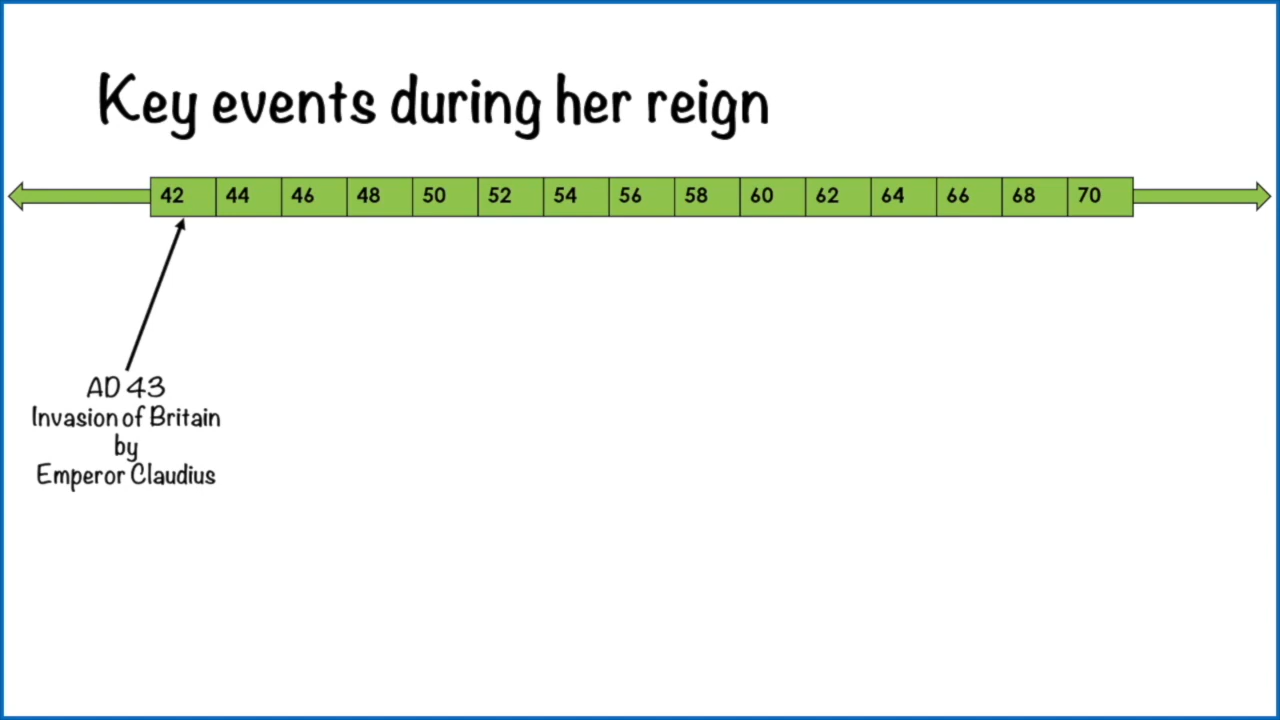 Key events during her reign
42 44 46 48 50 52 54 56 58 60 62 64 66 68 70
AD 43
Invasion of Britain
by
Emperor Claudius